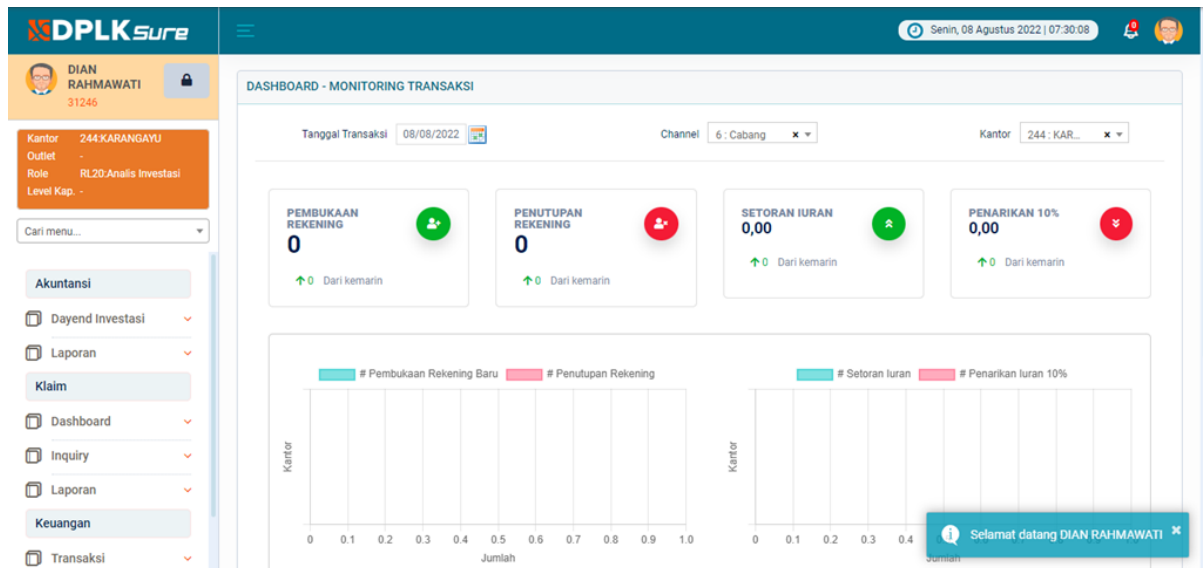 DPLKSure
Senin, 08 Agustus 2022 | 07:30:08
DIAN
RAHMAWATI
31246
Kantor 244:KARANGAYU
Outlet -
Role RL20:Analis Investasi
Level Kap. -
Cari menu...
Akuntansi
Dayend Investasi
Laporan
Klaim
Dashboard
Inquiry
Laporan
Keuangan
Transaksi
DASHBOARD - MONITORING TRANSAKSI
Tanggal Transaksi 08/08/2022 Channel 6 : Cabang x Kantor 244 : KAR... x
PEMBUKAAN
REKENING
0
0 Dari kemarin
PENUTUPAN
REKENING
0
0 Dari kemarin
SETORAN IURAN
0,00
0 Dari kemarin
PENARIKAN 10%
0,00
0 Dari kemarin
# Pembukaan Rekening Baru # Penutupan Rekening
Kantor
0 0.1 0.2 0.3 0.4 0.5 0.6 0.7 0.8 0.9 1.0
Jumlah
# Setoran Iuran # Penarikan Iuran 10%
Kantor
0 0.1 0.2 0.3 0.4
Jumlah
Selamat datang DIAN RAHMAWATI ×